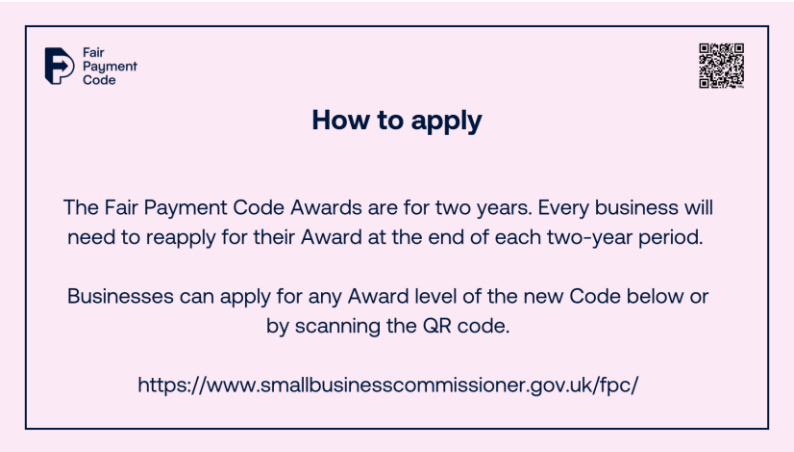 Fair
Payment
Code
How to apply
The Fair Payment Code Awards are for two years. Every business will
need to reapply for their Award at the end of each two-year period.
Businesses can apply for any Award level of the new Code below or
by scanning the QR code.
https://www.smallbusinesscommissioner.gov.uk/fpc/